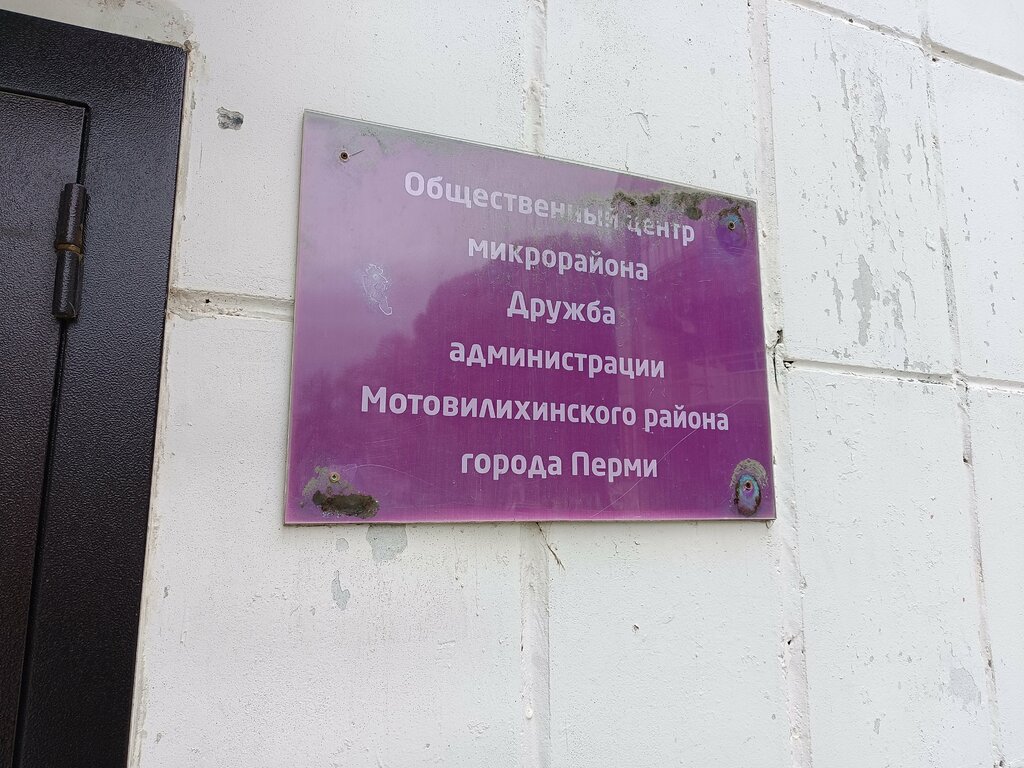 Общественный центр
микрорайона
Дружба
администрации
Мотовилихинского района
города Перми